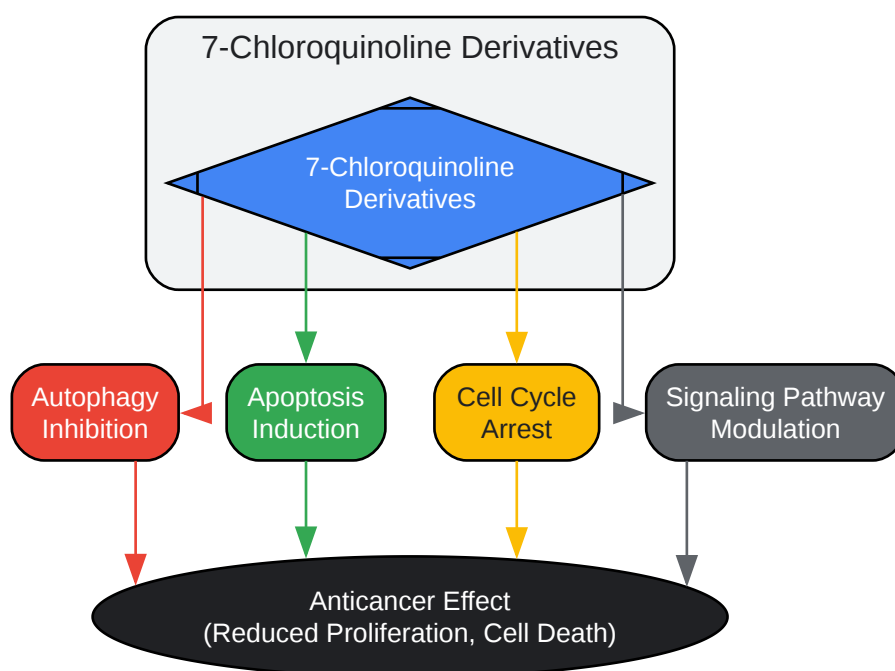 7-Chloroquinoline Derivatives
7-Chloroquinoline
Derivatives
Autophagy
Inhibition
Apoptosis
Induction
Cell Cycle
Arrest
Signaling Pathway
Modulation
Anticancer Effect
(Reduced Proliferation, Cell Death)